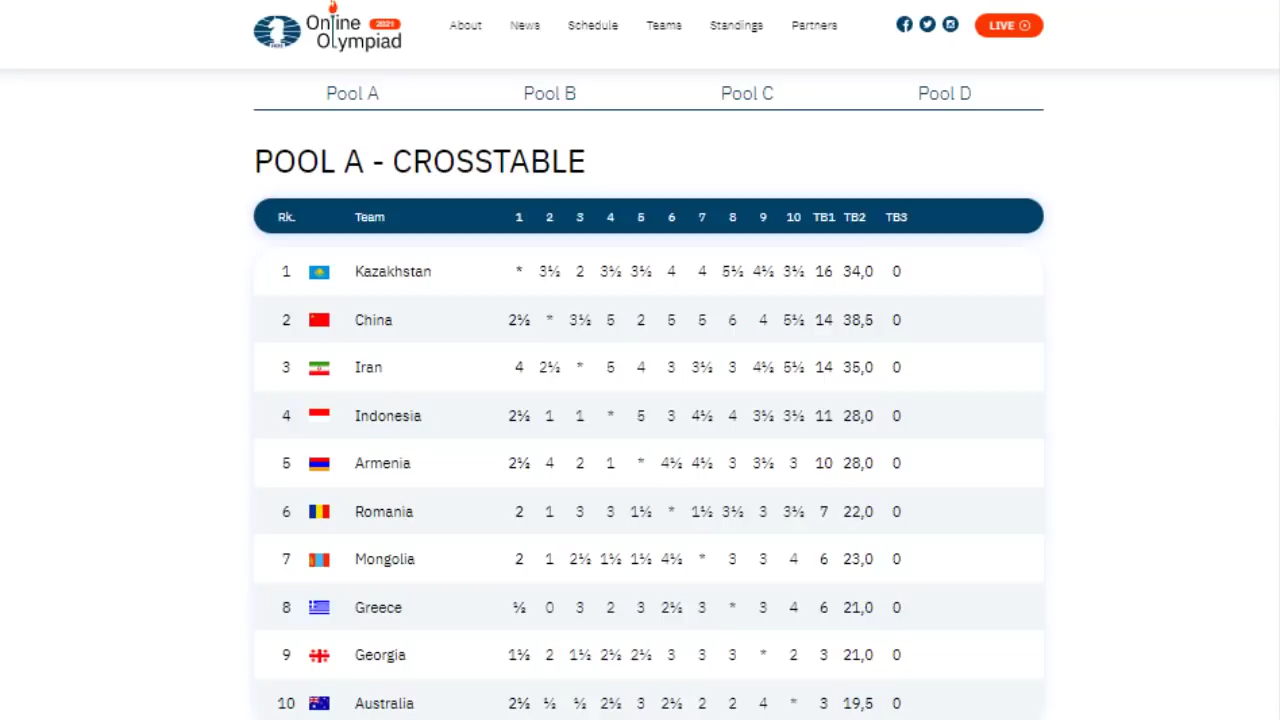 Online 2021
Olympiad
About News Schedule Teams Standings Partners LIVE
Pool A Pool B Pool C Pool D
POOL A - CROSSTABLE
Rk. Team 1 2 3 4 5 6 7 8 9 10 TB1 TB2 TB3
1 Kazakhstan * 3½ 2 3½ 3½ 4 4 5½ 4½ 3½ 16 34,0 0
2 China 2½ * 3½ 5 2 5 5 6 4 5½ 14 38,5 0
3 Iran 4 2½ * 5 4 3 3½ 3 4½ 5½ 14 35,0 0
4 Indonesia 2½ 1 1 * 5 3 4½ 4 3½ 3½ 11 28,0 0
5 Armenia 2½ 4 2 1 * 4½ 4½ 3 3½ 3 10 28,0 0
6 Romania 2 1 3 3 1½ * 1½ 3½ 3 3½ 7 22,0 0
7 Mongolia 2 1 2½ 1½ 1½ 4½ * 3 3 4 6 23,0 0
8 Greece ½ 0 3 2 3 2½ 3 * 3 4 6 21,0 0
9 Georgia 1½ 2 1½ 2½ 2½ 3 3 3 * 2 3 21,0 0
10 Australia 2½ ½ ½ 2½ 3 2½ 2 2 4 * 3 19,5 0